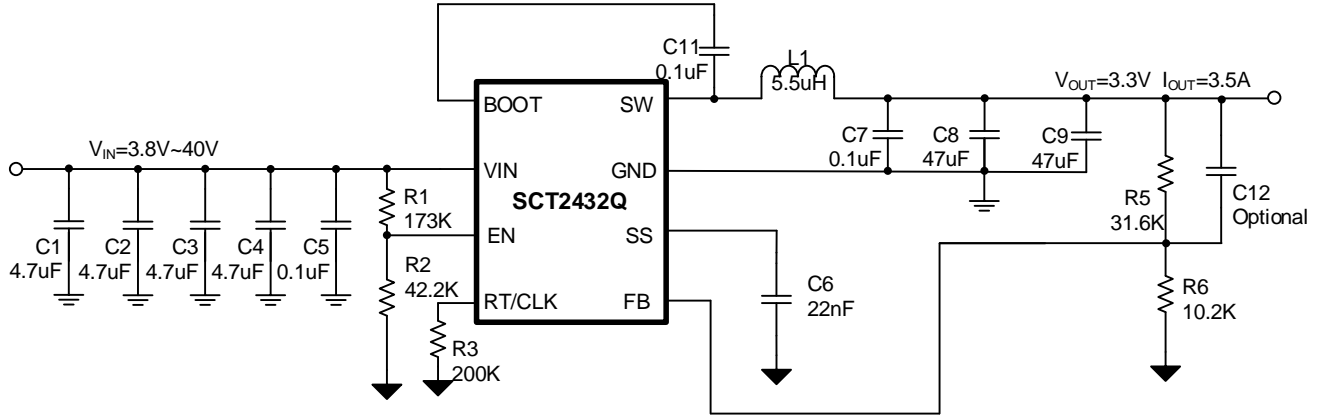 C11
0.1uF
L1
5.5uH
V_OUT=3.3V I_OUT=3.5A
BOOT
SW
V_IN=3.8V~40V
VIN
GND
SCT2432Q
EN
SS
RT/CLK
FB
C1
4.7uF
C2
4.7uF
C3
4.7uF
C4
4.7uF
C5
0.1uF
R1
173K
R2
42.2K
R3
200K
C6
22nF
C7
0.1uF
C8
47uF
C9
47uF
R5
31.6K
C12
Optional
R6
10.2K